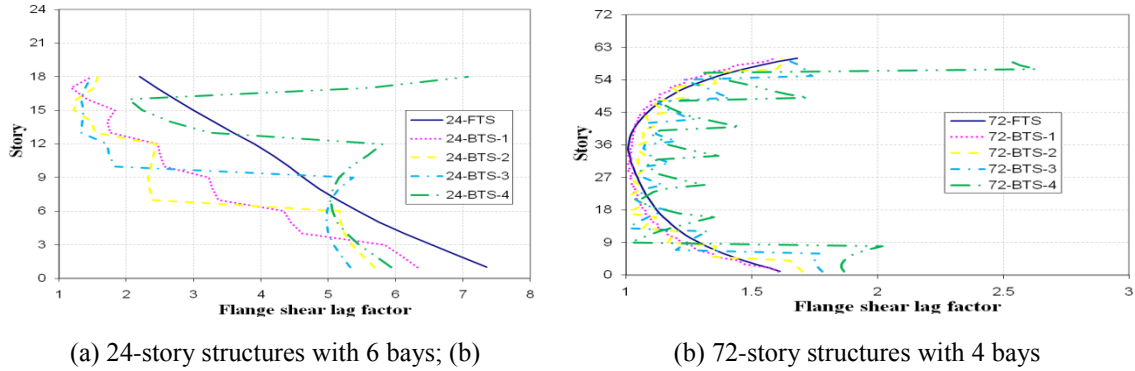 24
21
18
15
12
9
6
3
0
Story
1 2 3 4 5 6 7 8
Flange shear lag factor
24-FTS
24-BTS-1
24-BTS-2
24-BTS-3
24-BTS-4
(a) 24-story structures with 6 bays; (b)
72
63
54
45
36
27
18
9
0
Story
1 1.5 2 2.5 3
Flange shear lag factor
72-FTS
72-BTS-1
72-BTS-2
72-BTS-3
72-BTS-4
(b) 72-story structures with 4 bays